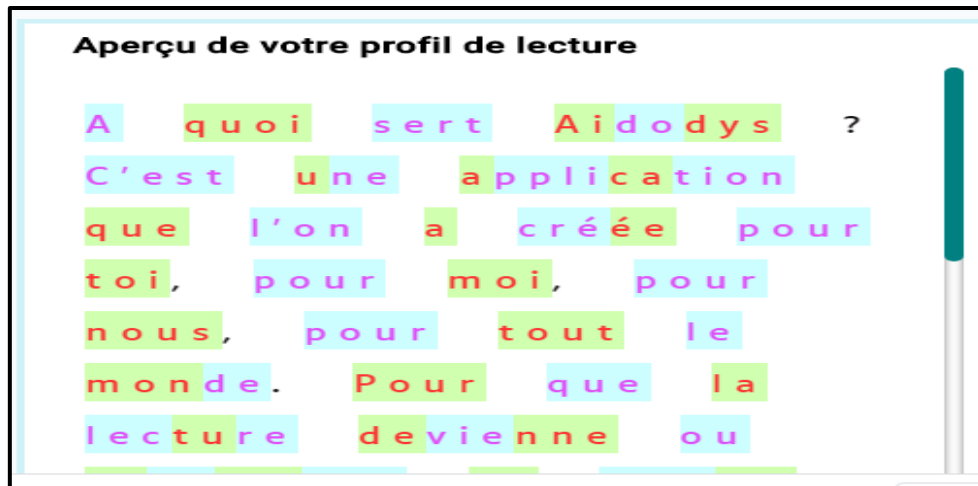 Aperçu de votre profil de lecture
A quoi sert Aidodys ?
C'est une application
que l'on a créée pour
toi, pour moi, pour
nous, pour tout le
monde. Pour que la
lecture devienne ou